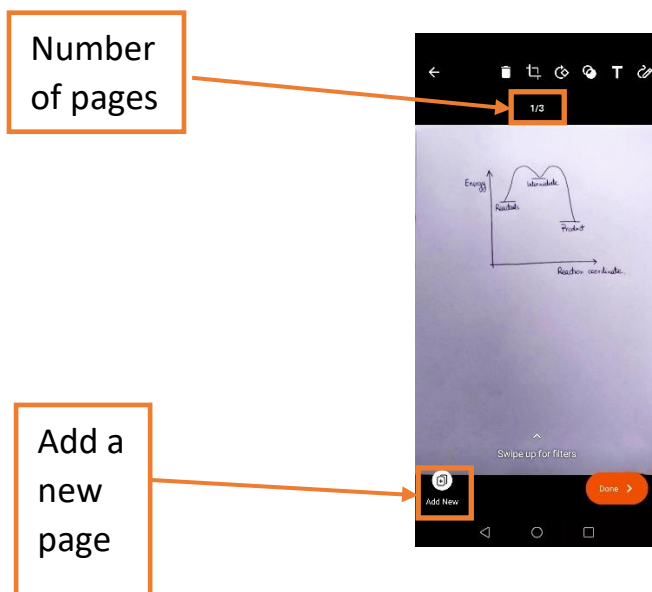 Number
of pages
1/3
Energy
Intermediate
Reactants
Product
Reaction coordinate.
Swipe up for filters
Add a
new
page
Add New
Done